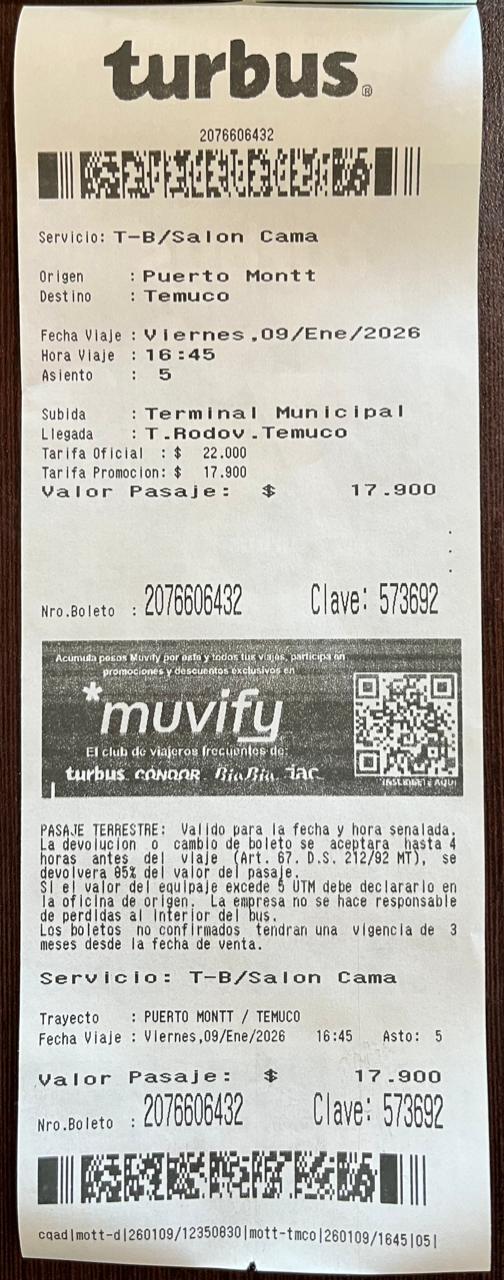 turbus®
2076606432
Servicio: T-B/Salon Cama
Origen : Puerto Montt
Destino : Temuco
Fecha Viaje : Viernes,09/Ene/2026
Hora Viaje : 16:45
Asiento : 5
Subida : Terminal Municipal
Llegada : T.Rodov.Temuco
Tarifa Oficial : $ 22.000
Tarifa Promocion: $ 17.900
Valor Pasaje: $ 17.900
Nro.Boleto : 2076606432 Clave: 573692
Acumula pesos Muvify por este y todos tus viajes, participa en
promociones y descuentos exclusivos en
*muvify
El club de viajeros frecuentes de:
turbus CONDOR BíoBío Jac
INSCRÍBETE AQUÍ
PASAJE TERRESTRE: Valido para la fecha y hora senalada.
La devolucion o cambio de boleto se aceptara hasta 4
horas antes del viaje (Art. 67. D.S. 212/92 MT), se
devolvera 85% del valor del pasaje.
Si el valor del equipaje excede 5 UTM debe declararlo en
la oficina de origen. La empresa no se hace responsable
de perdidas al interior del bus.
Los boletos no confirmados tendran una vigencia de 3
meses desde la fecha de venta.
Servicio: T-B/Salon Cama
Trayecto : PUERTO MONTT / TEMUCO
Fecha Viaje : Viernes,09/Ene/2026 16:45 Asto: 5
Valor Pasaje: $ 17.900
Nro.Boleto : 2076606432 Clave: 573692
cqad|mott-d|260109/12350830|mott-tmco|260109/1645|05|